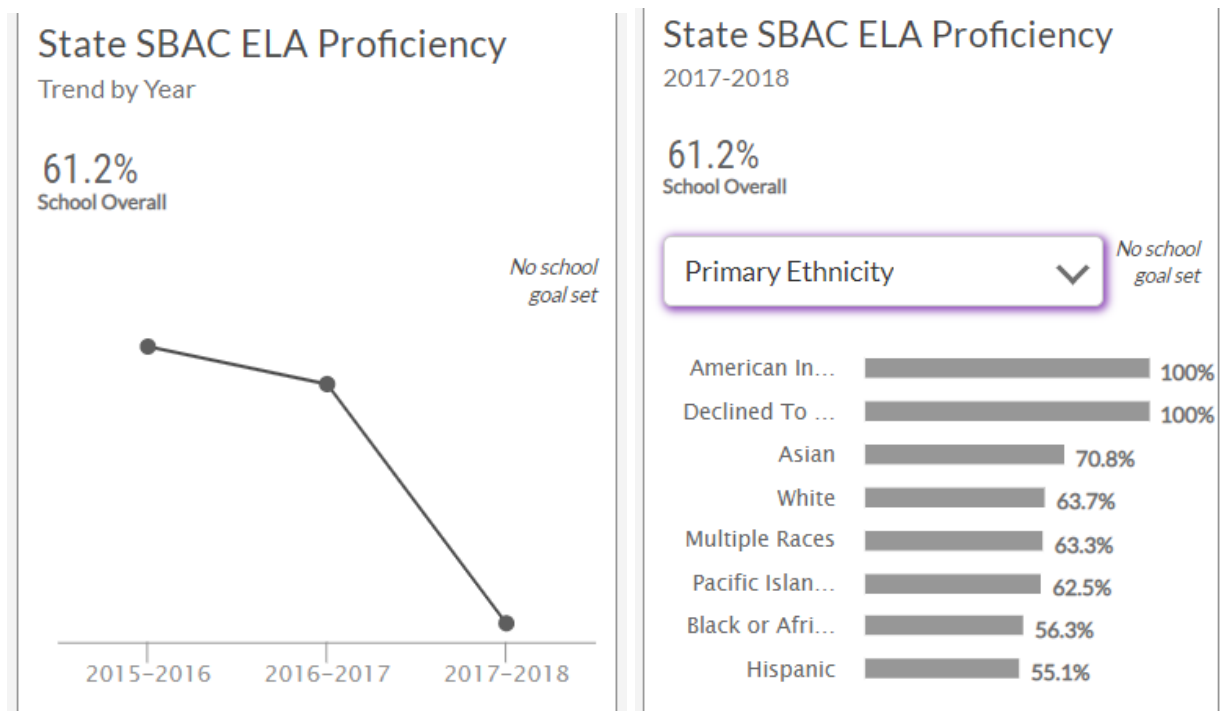 State SBAC ELA Proficiency
Trend by Year
61.2%
School Overall
No school
goal set
2015-2016
2016-2017
2017-2018
State SBAC ELA Proficiency
2017-2018
61.2%
School Overall
Primary Ethnicity
No school
goal set
American In... 100%
Declined To ... 100%
Asian 70.8%
White 63.7%
Multiple Races 63.3%
Pacific Islan... 62.5%
Black or Afri... 56.3%
Hispanic 55.1%